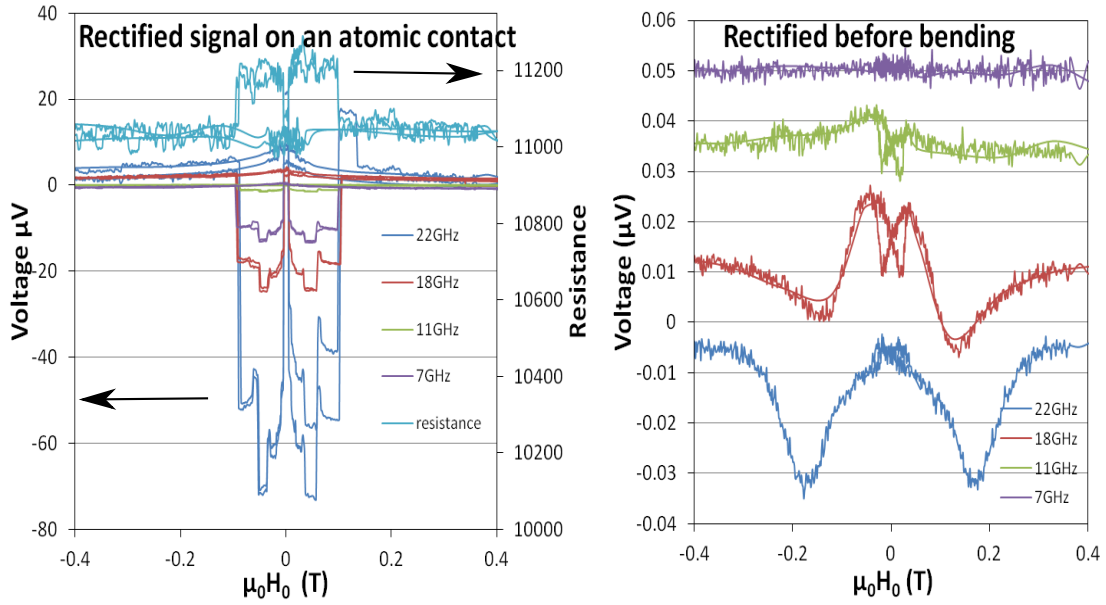 Rectified signal on an atomic contact
40
20
0
-20
-40
-60
-80
Voltage µV
-0.4
-0.2
0
0.2
0.4
µ₀H₀ (T)
11200
11000
10800
10600
10400
10200
10000
Resistance
22GHz
18GHz
11GHz
7GHz
resistance
Rectified before bending
0.06
0.05
0.04
0.03
0.02
0.01
0
-0.01
-0.02
-0.03
-0.04
Voltage (µV)
-0.4
-0.2
0
0.2
0.4
µ₀H₀ (T)
22GHz
18GHz
11GHz
7GHz